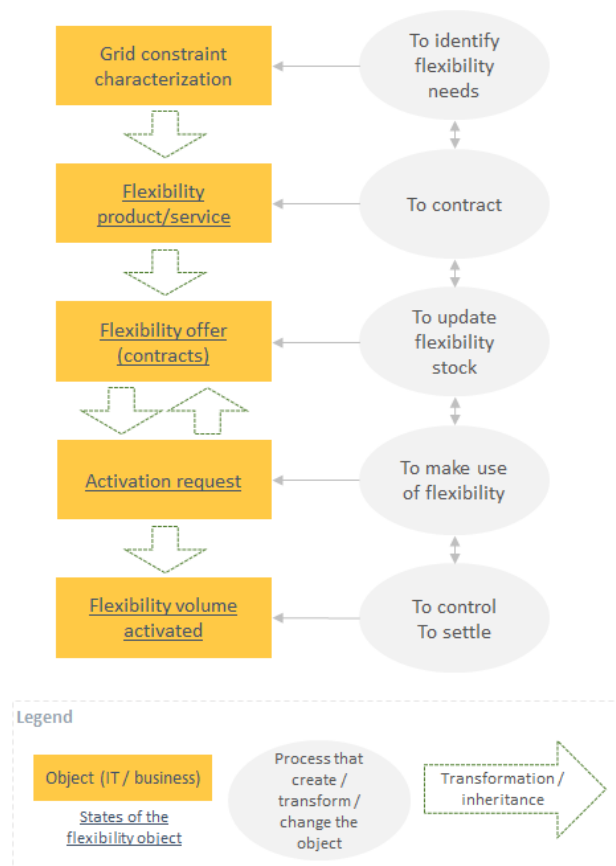 Grid constraint
characterization
To identify
flexibility
needs
Flexibility
product/service
To contract
Flexibility offer
(contracts)
To update
flexibility
stock
Activation request
To make use
of flexibility
Flexibility volume
activated
To control
To settle
Legend
Object (IT / business)
States of the
flexibility object
Process that
create /
transform /
change the
object
Transformation /
inheritance